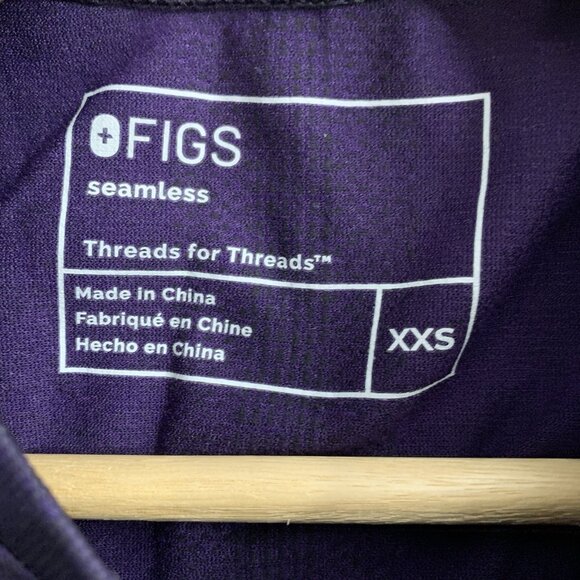 FIGS
seamless
Threads for Threads™
Made in China
Fabriqué en Chine
Hecho en China
XXS